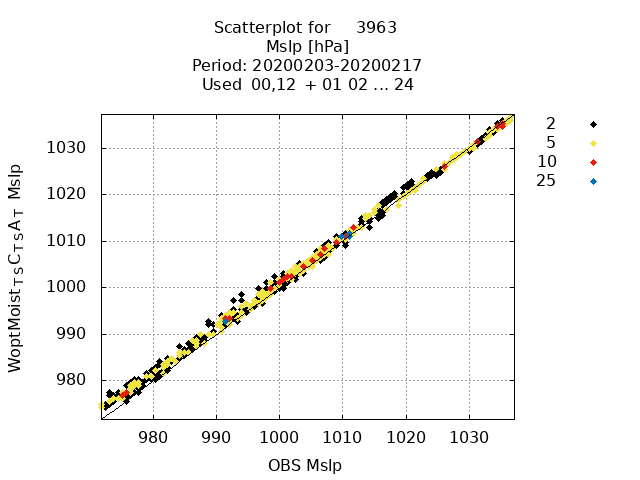 Scatterplot for 3963
Mslp [hPa]
Period: 20200203-20200217
Used 00,12 + 01 02 ... 24
2
5
10
25
1030
1020
1010
1000
990
980
WoptMoistTSCTSAT Mslp
980 990 1000 1010 1020 1030
OBS Mslp